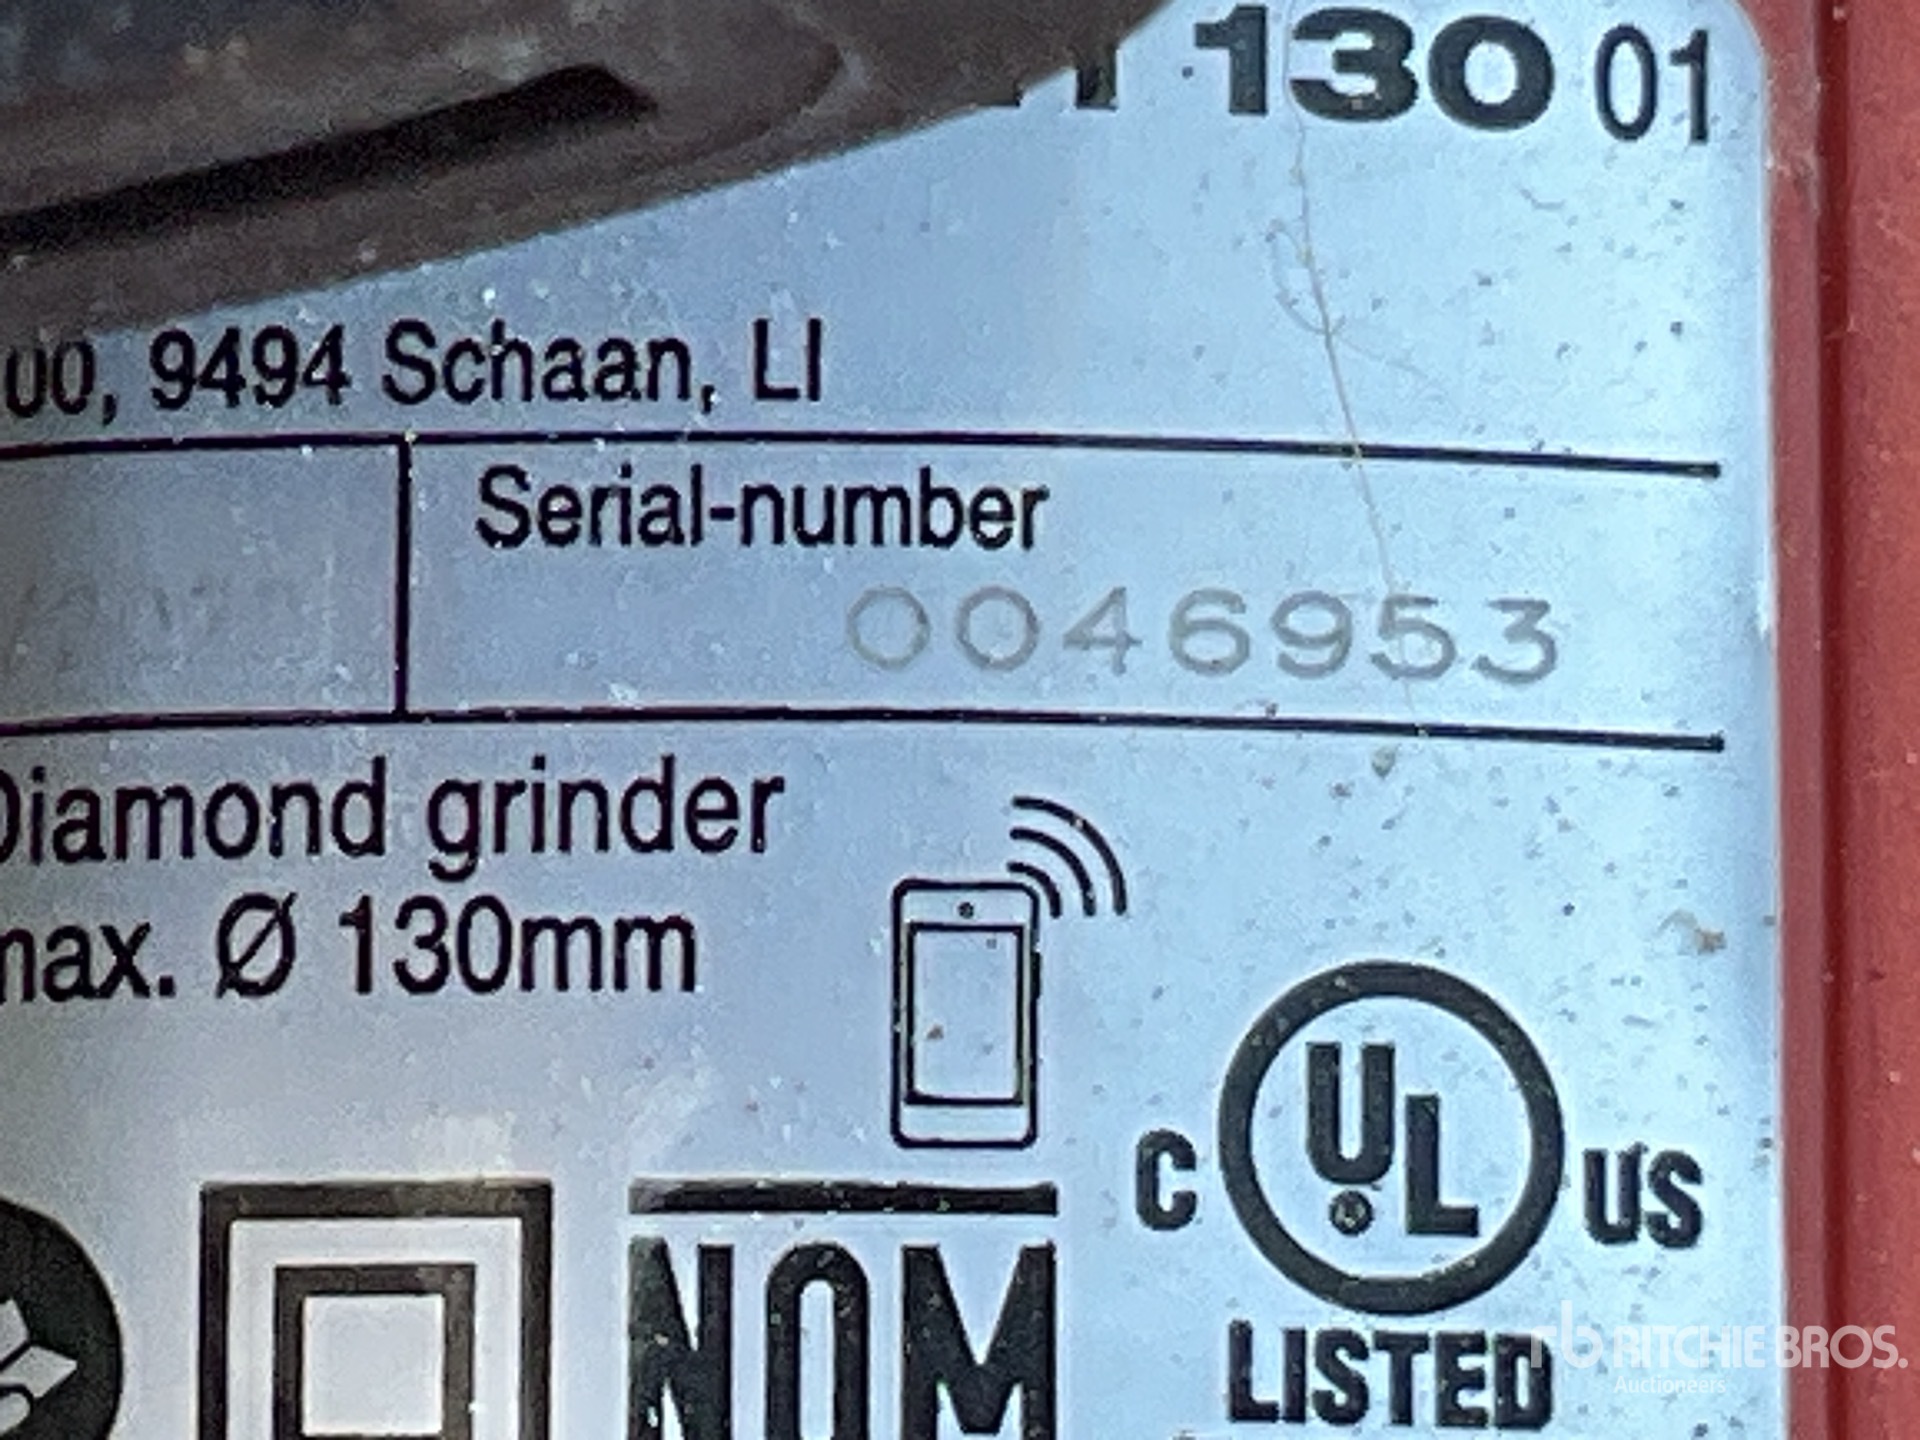 130 01
00, 9494 Schaan, LI
Serial-number
0046953
Diamond grinder
max. Ø 130mm
C UL US
NOM
LISTED
rb RITCHIE BROS.
Auctioneers